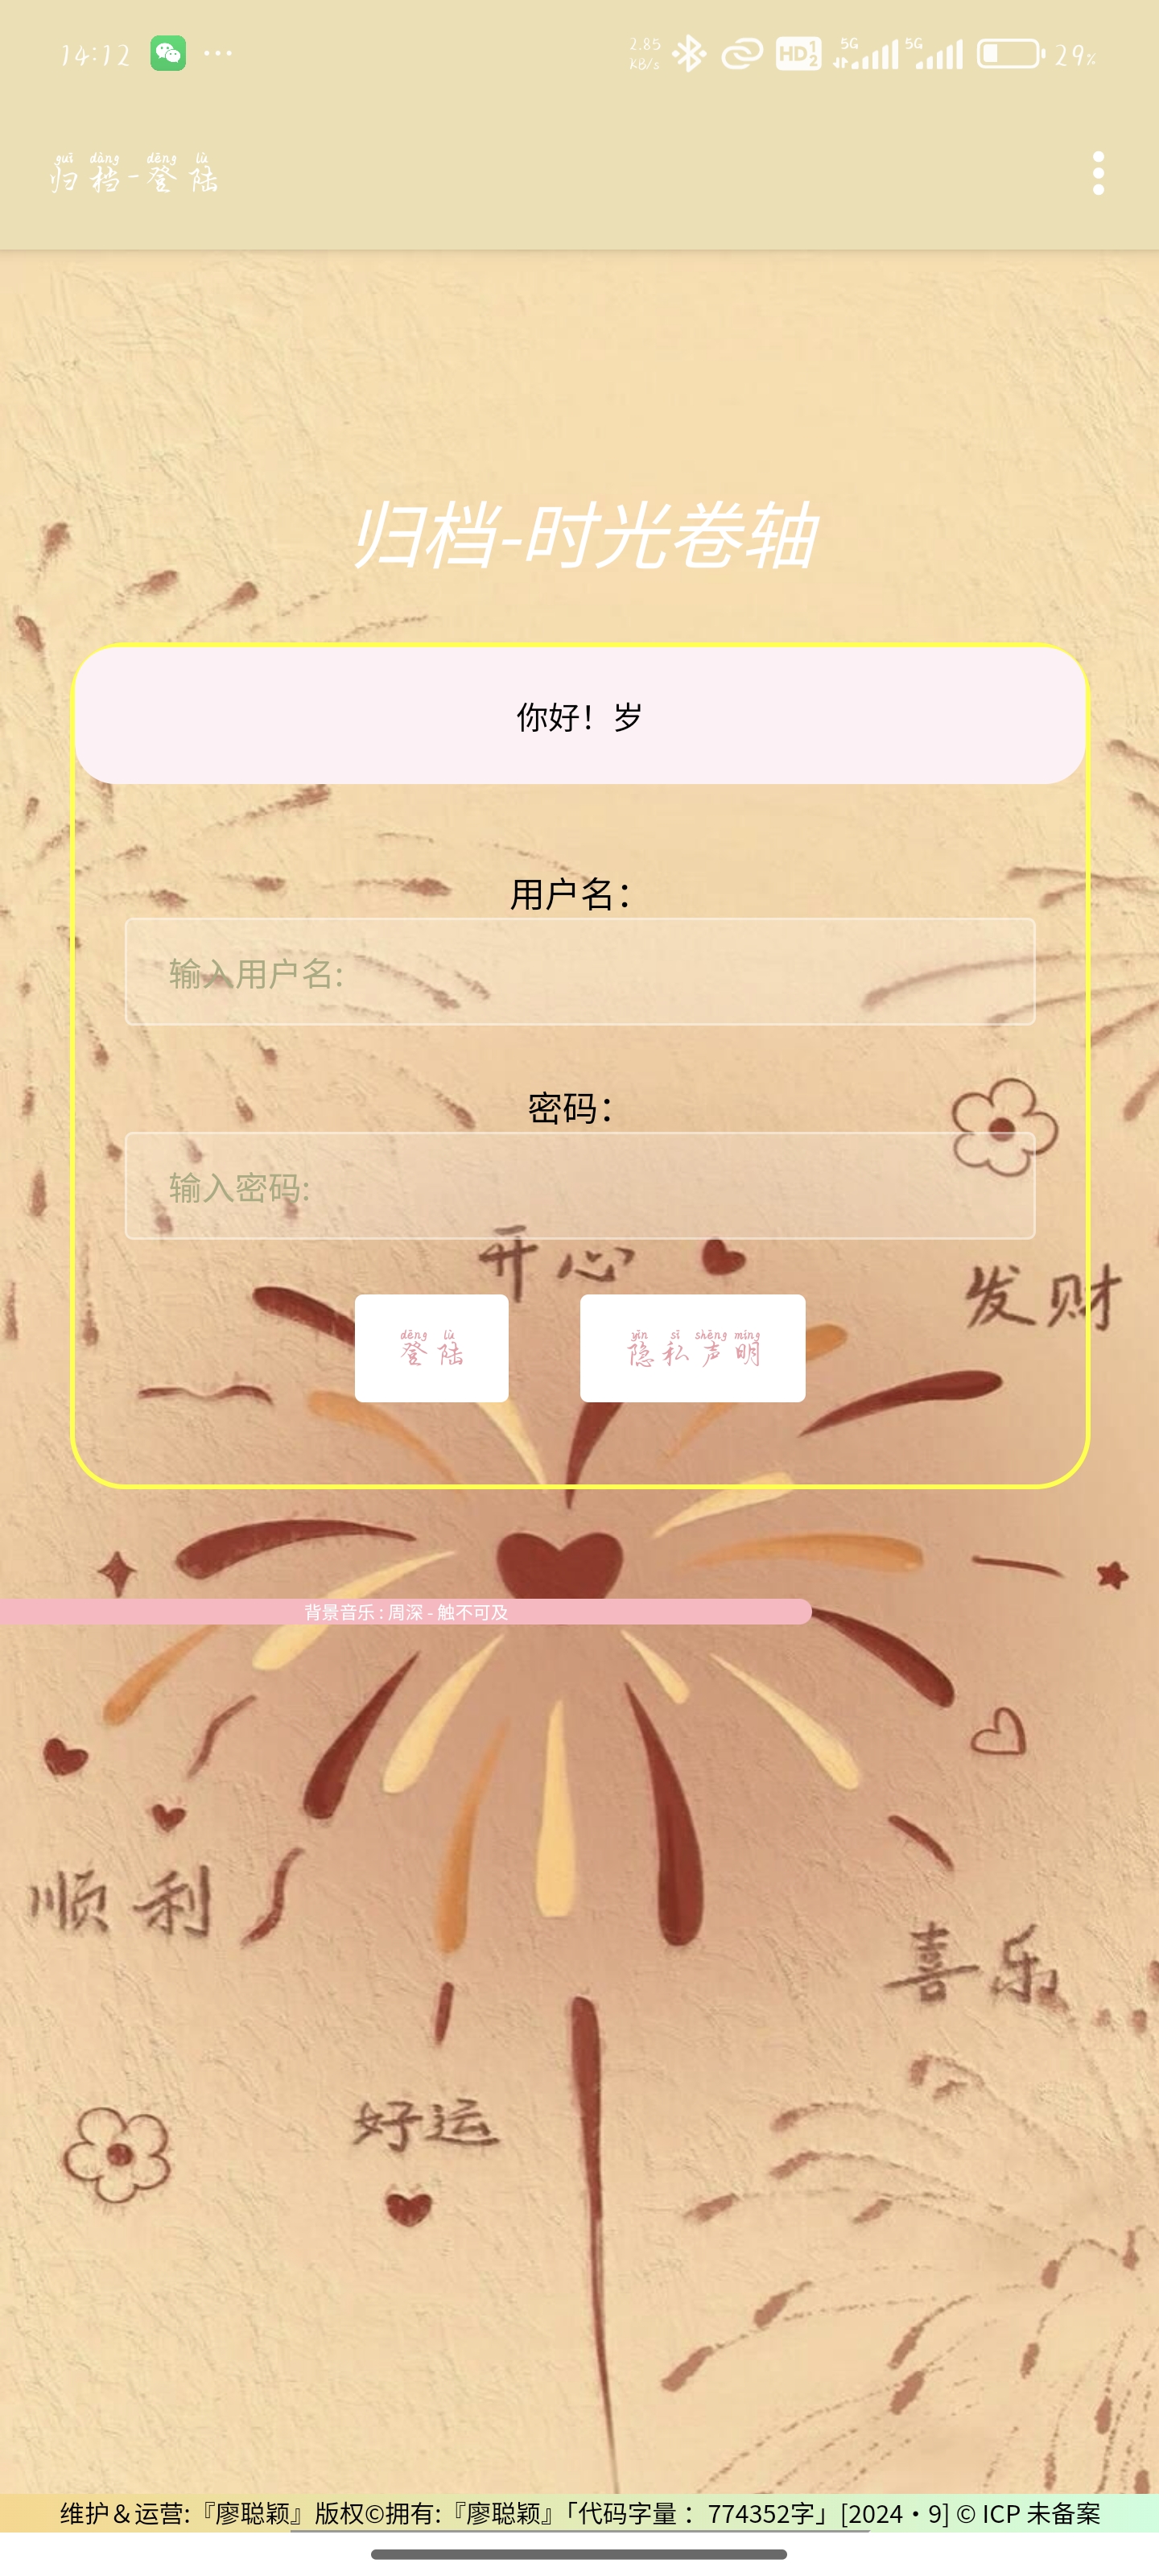 14:12 ... 2.85 KB/s HD 1 2 5G 5G 29%
guī dàng dēng lù
归档-登陆
归档-时光卷轴
你好！岁
用户名：
输入用户名:
密码：
输入密码:
开心
发财
dēng lù yǐn sī shēng míng
登陆 隐私声明
背景音乐 : 周深 - 触不可及
顺利
喜乐
好运
维护＆运营:『廖聪颖』版权©拥有:『廖聪颖』「代码字量： 774352字」[2024・9] © ICP 未备案